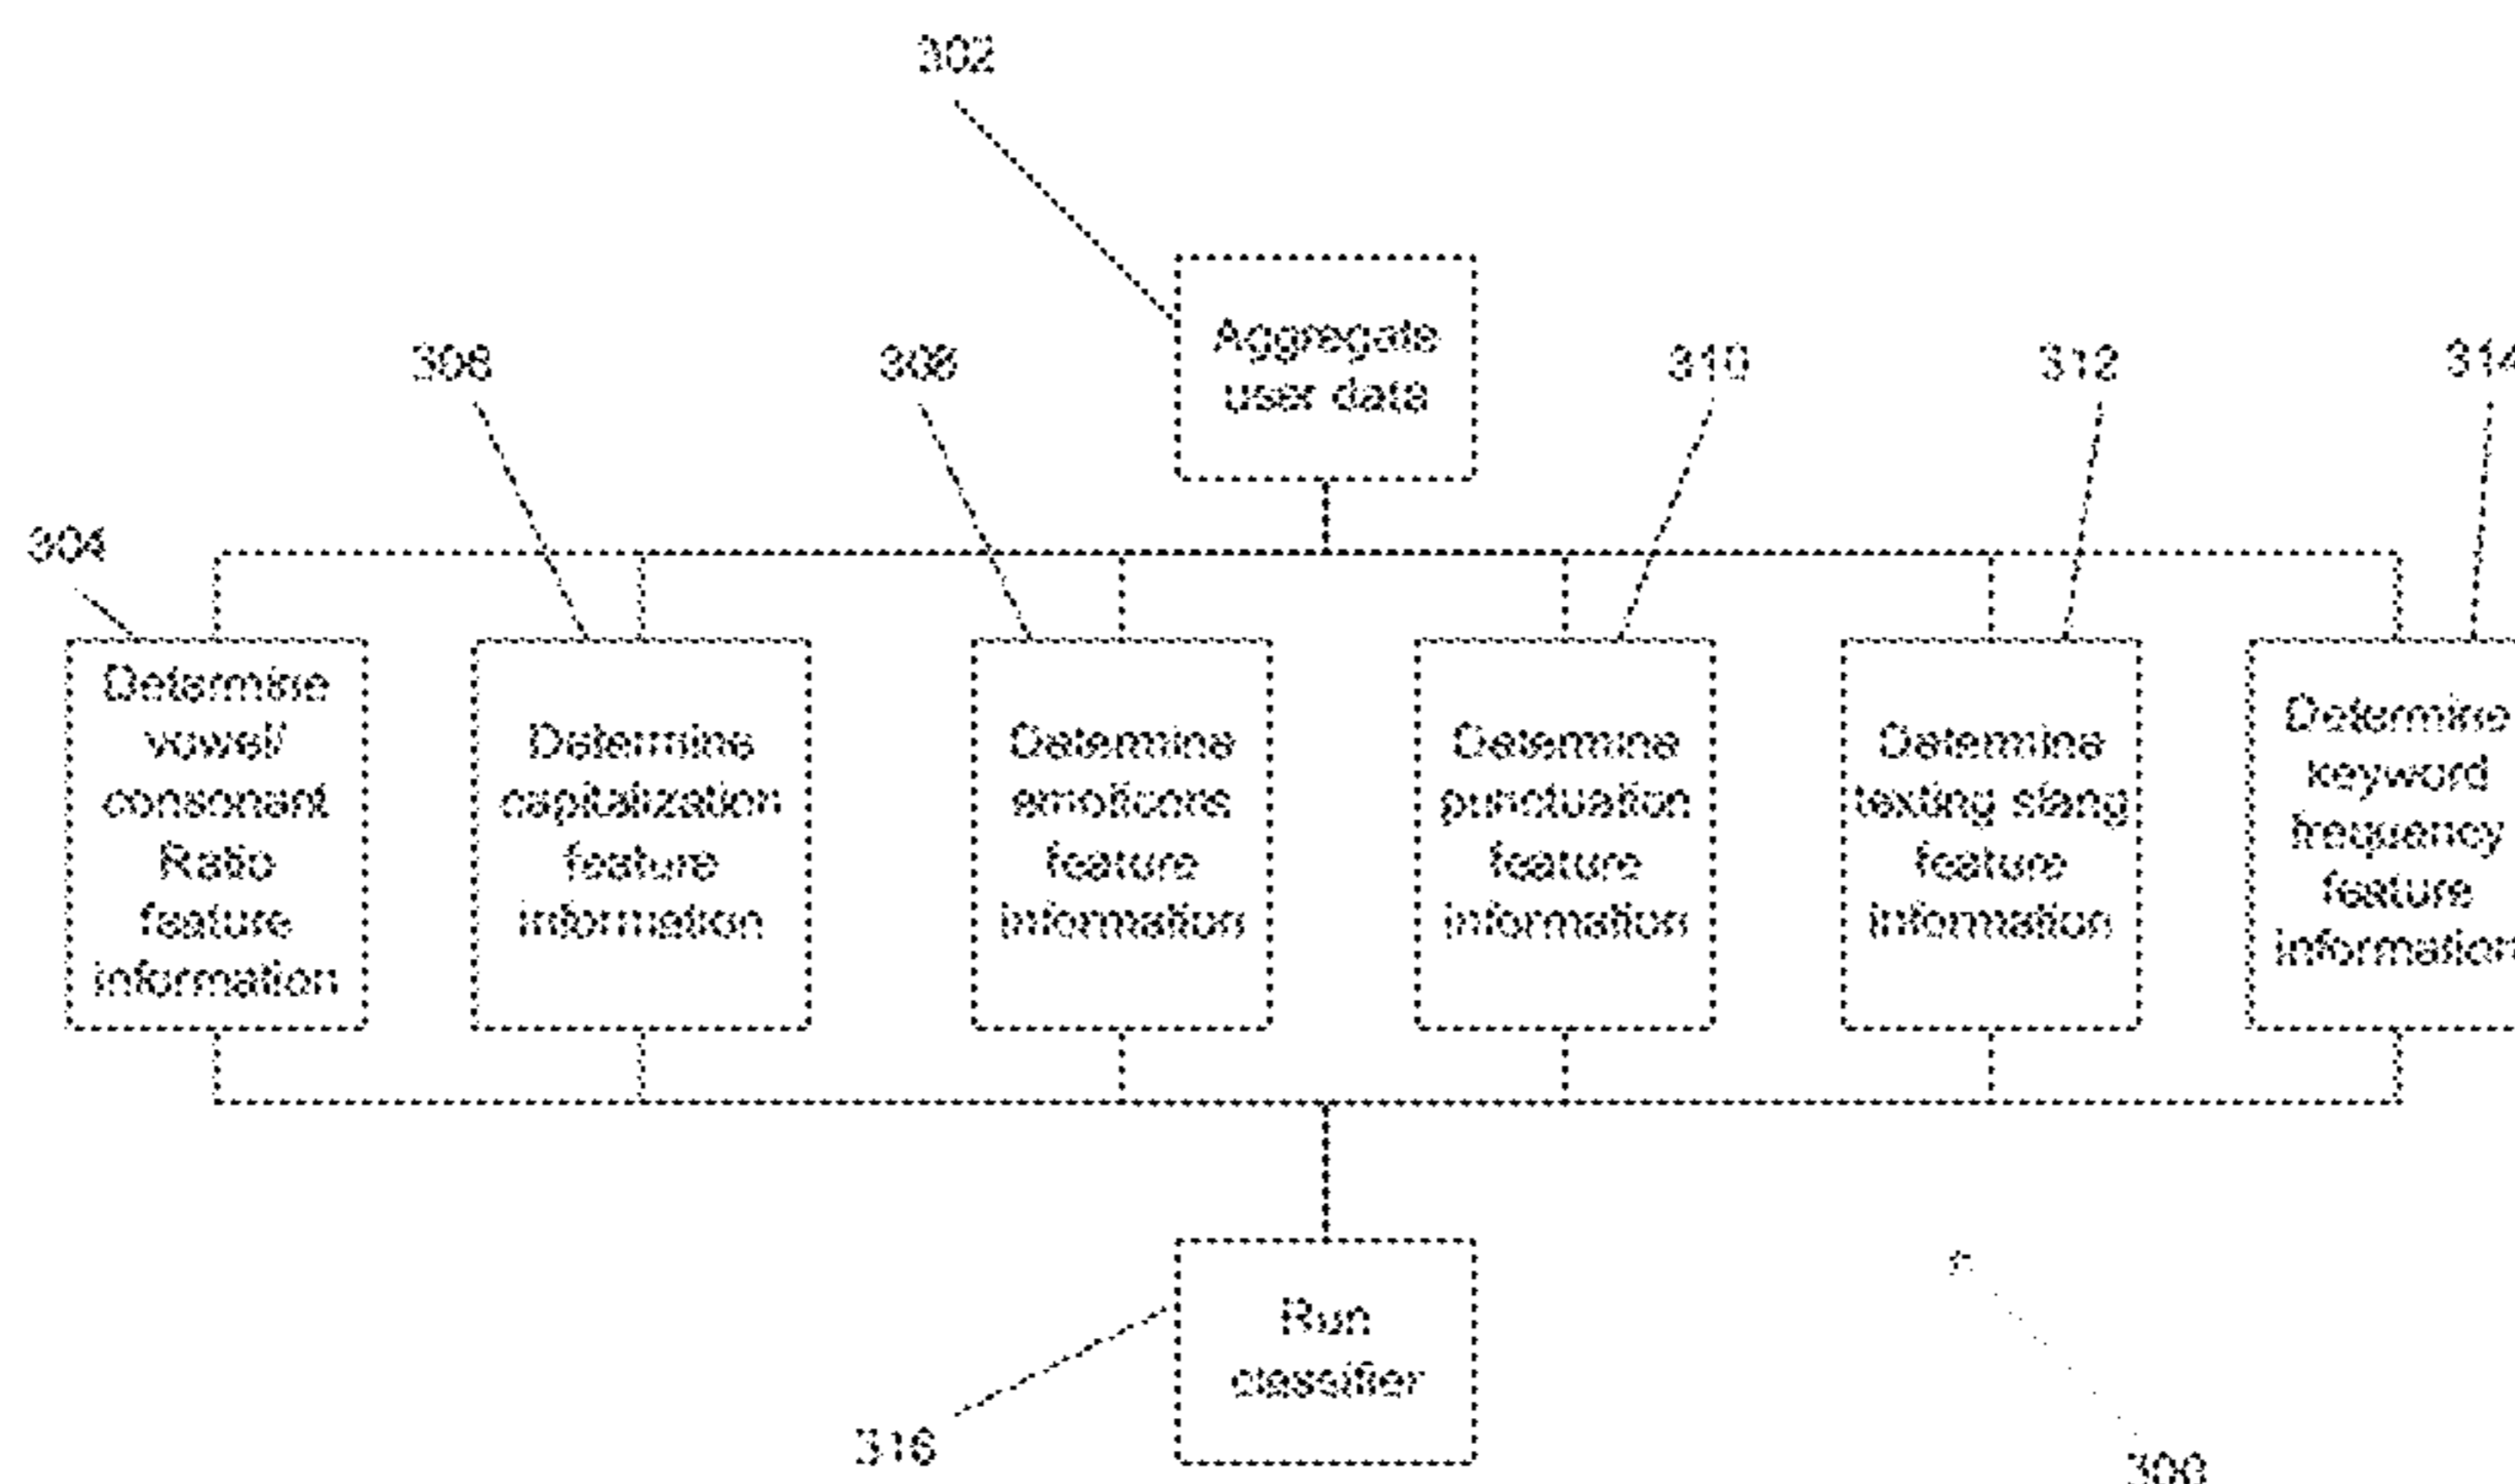 302
310
312
314
304
Aggregate
user data
Determine
vowel/
consonant
Ratio
feature
information
Determine
capitalization
feature
information
Determine
emoticons
feature
information
Determine
punctuation
feature
information
Determine
texting slang
feature
information
Determine
keyword
frequency
feature
information
Run
classifier
316
300